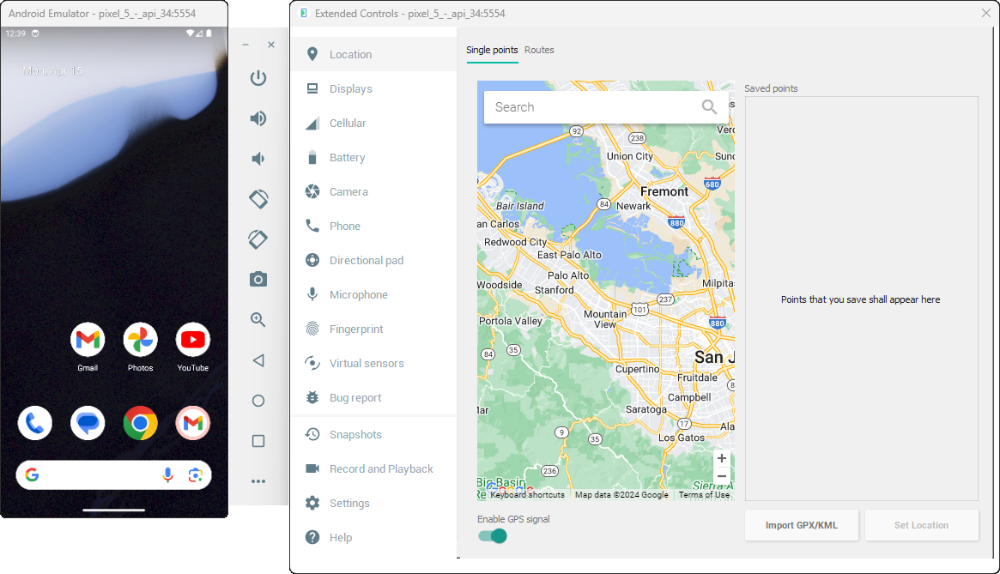 Android Emulator - pixel_5_-_api_34:5554
12:39
Mon, Apr 15
Gmail
Photos
YouTube
Extended Controls - pixel_5_-_api_34:5554
Location
Displays
Cellular
Battery
Camera
Phone
Directional pad
Microphone
Fingerprint
Virtual sensors
Bug report
Snapshots
Record and Playback
Settings
Help
Single points
Routes
Search
92
238
Union City
680
Fremont
Bair Island
84
Newark
880
an Carlos
Redwood City
East Palo Alto
Palo Alto
Woodside
Stanford
Milpitas
237
101
Mountain
View
Portola Valley
880
84
35
San J
Cupertino
Fruitdale
Campbell
Saratoga
17
9
35
Los Gatos
236
Big Basin
Google
Sierra A
Keyboard shortcuts
Map data ©2024 Google
Terms of Use
Enable GPS signal
Saved points
Points that you save shall appear here
Import GPX/KML
Set Location